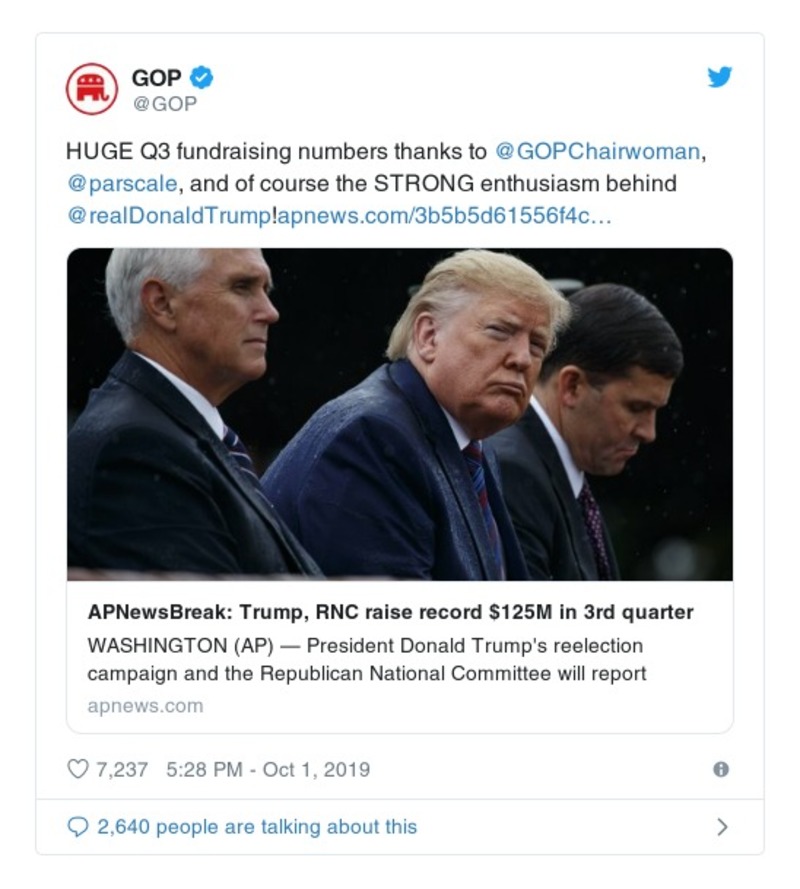 GOP
@GOP
HUGE Q3 fundraising numbers thanks to @GOPChairwoman,
@parscale, and of course the STRONG enthusiasm behind
@realDonaldTrump!apnews.com/3b5b5d61556f4c…
APNewsBreak: Trump, RNC raise record $125M in 3rd quarter
WASHINGTON (AP) — President Donald Trump's reelection
campaign and the Republican National Committee will report
apnews.com
7,237 5:28 PM - Oct 1, 2019
2,640 people are talking about this